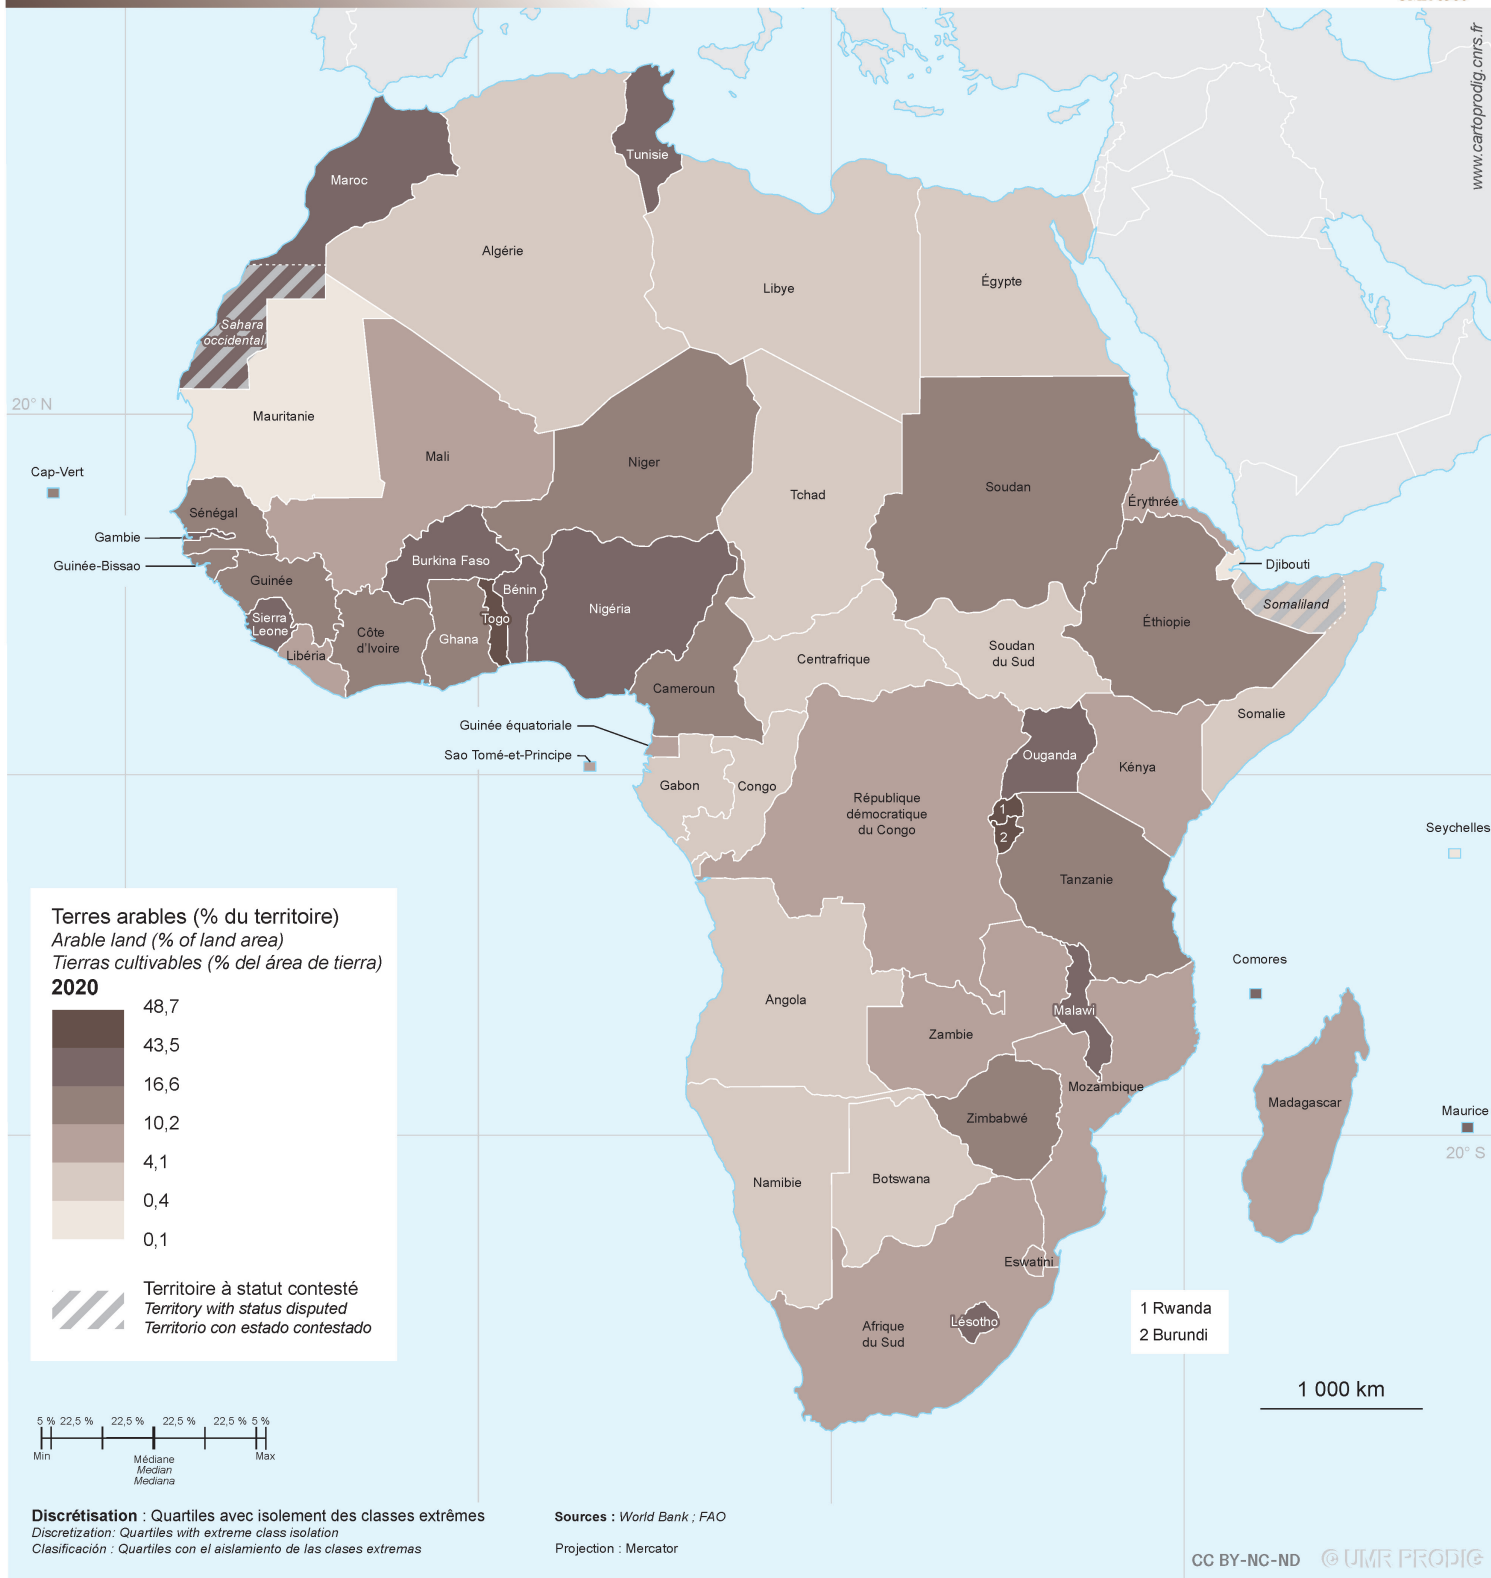 www.cartoprodig.cnrs.fr
Tunisie
Maroc
Algérie
Libye
Égypte
Sahara
occidental
20° N
Mauritanie
Mali
Niger
Tchad
Soudan
Érythrée
Cap-Vert
Sénégal
Gambie
Guinée-Bissao
Guinée
Burkina Faso
Bénin
Nigéria
Djibouti
Somaliland
Éthiopie
Sierra
Leone
Libéria
Côte
d'Ivoire
Ghana
Togo
Centrafrique
Soudan
du Sud
Cameroun
Somalie
Guinée équatoriale
Sao Tomé-et-Principe
Ouganda
Kénya
Gabon
Congo
République
démocratique
du Congo
1
2
Seychelles
Tanzanie
Comores
Angola
Malawi
Zambie
Mozambique
Madagascar
Maurice
20° S
Zimbabwé
Namibie
Botswana
Eswatini
Lésotho
Afrique
du Sud
Terres arables (% du territoire)
Arable land (% of land area)
Tierras cultivables (% del área de tierra)
2020
48,7
43,5
16,6
10,2
4,1
0,4
0,1
Territoire à statut contesté
Territory with status disputed
Territorio con estado contestado
1 Rwanda
2 Burundi
1 000 km
5 % 22,5 % 22,5 % 22,5 % 22,5 % 5 %
Min Max
Médiane
Median
Mediana
Discrétisation : Quartiles avec isolement des classes extrêmes
Discretization: Quartiles with extreme class isolation
Clasificación : Quartiles con el aislamiento de las clases extremas
Sources : World Bank ; FAO
Projection : Mercator
CC BY-NC-ND © UMR PRODIG